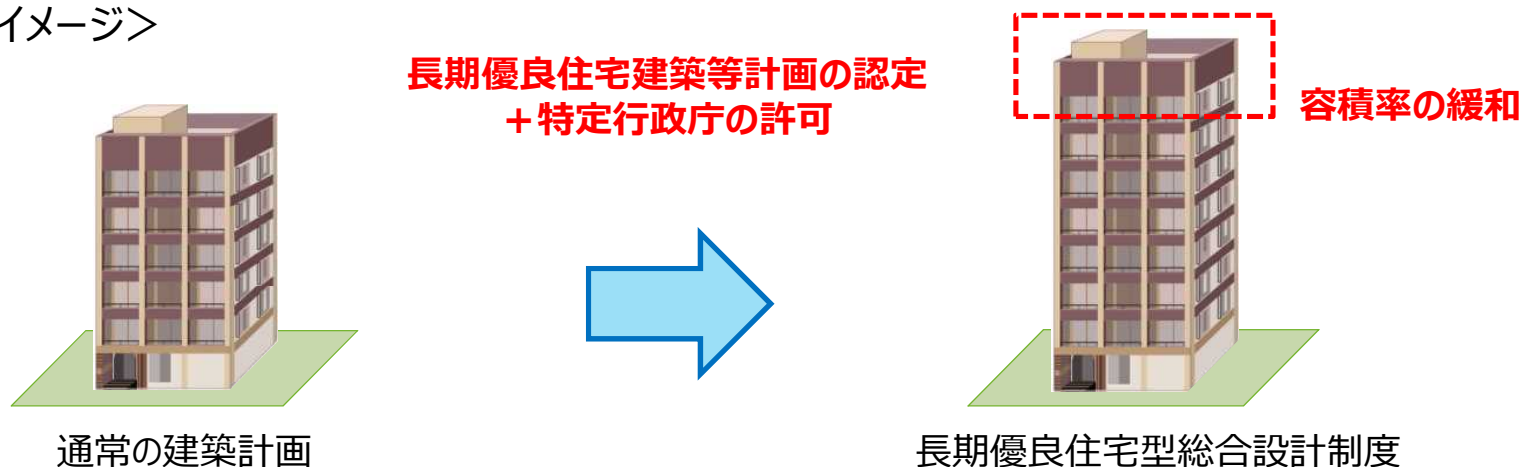 イメージ＞
長期優良住宅建築等計画の認定
＋特定行政庁の許可
容積率の緩和
通常の建築計画
長期優良住宅型総合設計制度